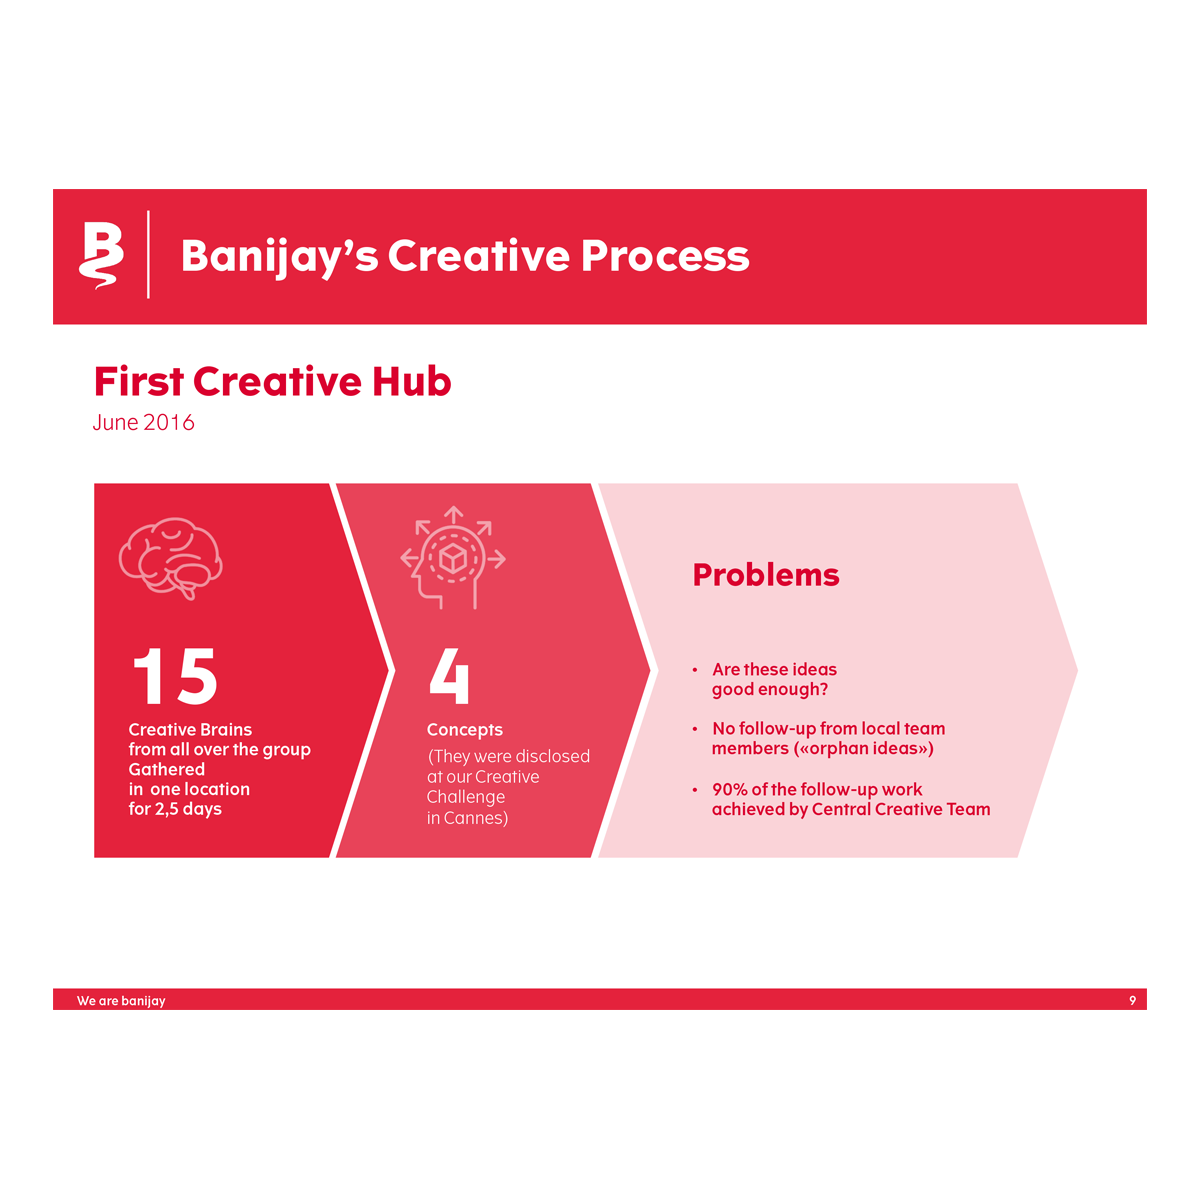 B
Banijay’s Creative Process
First Creative Hub
June 2016
15
Creative Brains
from all over the group
Gathered
in one location
for 2,5 days
4
Concepts
(They were disclosed
at our Creative
Challenge
in Cannes)
Problems
• Are these ideas
good enough?
• No follow-up from local team
members («orphan ideas»)
• 90% of the follow-up work
achieved by Central Creative Team
We are banijay
9